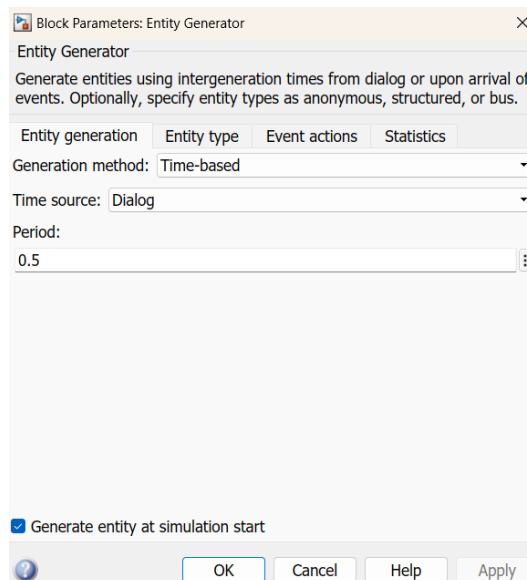 Block Parameters: Entity Generator
Entity Generator
Generate entities using intergeneration times from dialog or upon arrival of
events. Optionally, specify entity types as anonymous, structured, or bus.
Entity generation Entity type Event actions Statistics
Generation method: Time-based
Time source: Dialog
Period:
0.5
Generate entity at simulation start
OK Cancel Help Apply